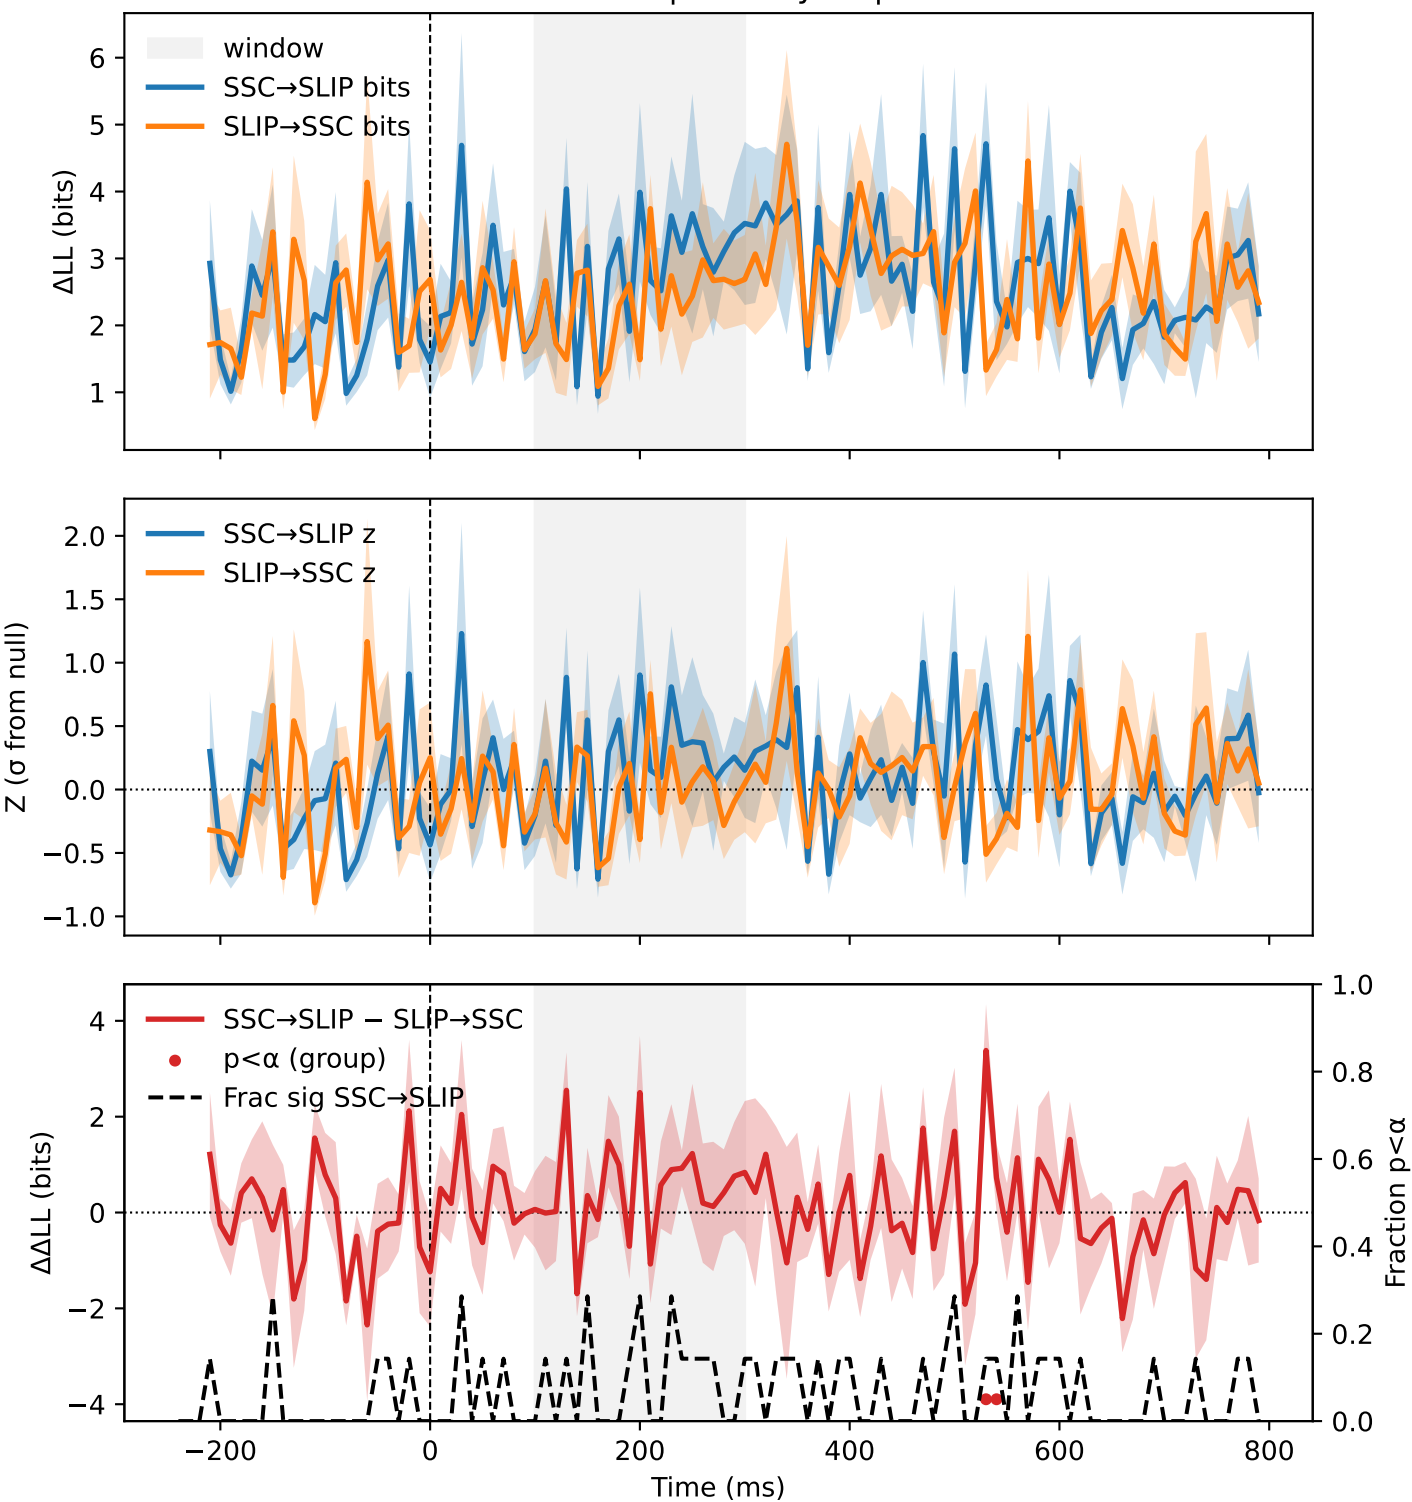 window
SSC→SLIP bits
SLIP→SSC bits
6
5
4
3
2
1
ΔLL (bits)
SSC→SLIP z
SLIP→SSC z
2.0
1.5
1.0
0.5
0.0
−0.5
−1.0
Z (σ from null)
SSC→SLIP − SLIP→SSC
p<α (group)
Frac sig SSC→SLIP
4
2
0
−2
−4
ΔΔLL (bits)
1.0
0.8
0.6
0.4
0.2
0.0
Fraction p<α
−200
0
200
400
600
800
Time (ms)